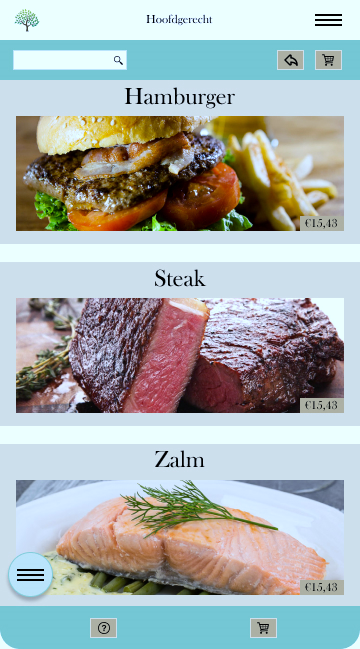 Hoofdgerecht
Hamburger
€15,43
Steak
€15,43
Zalm
€15,43